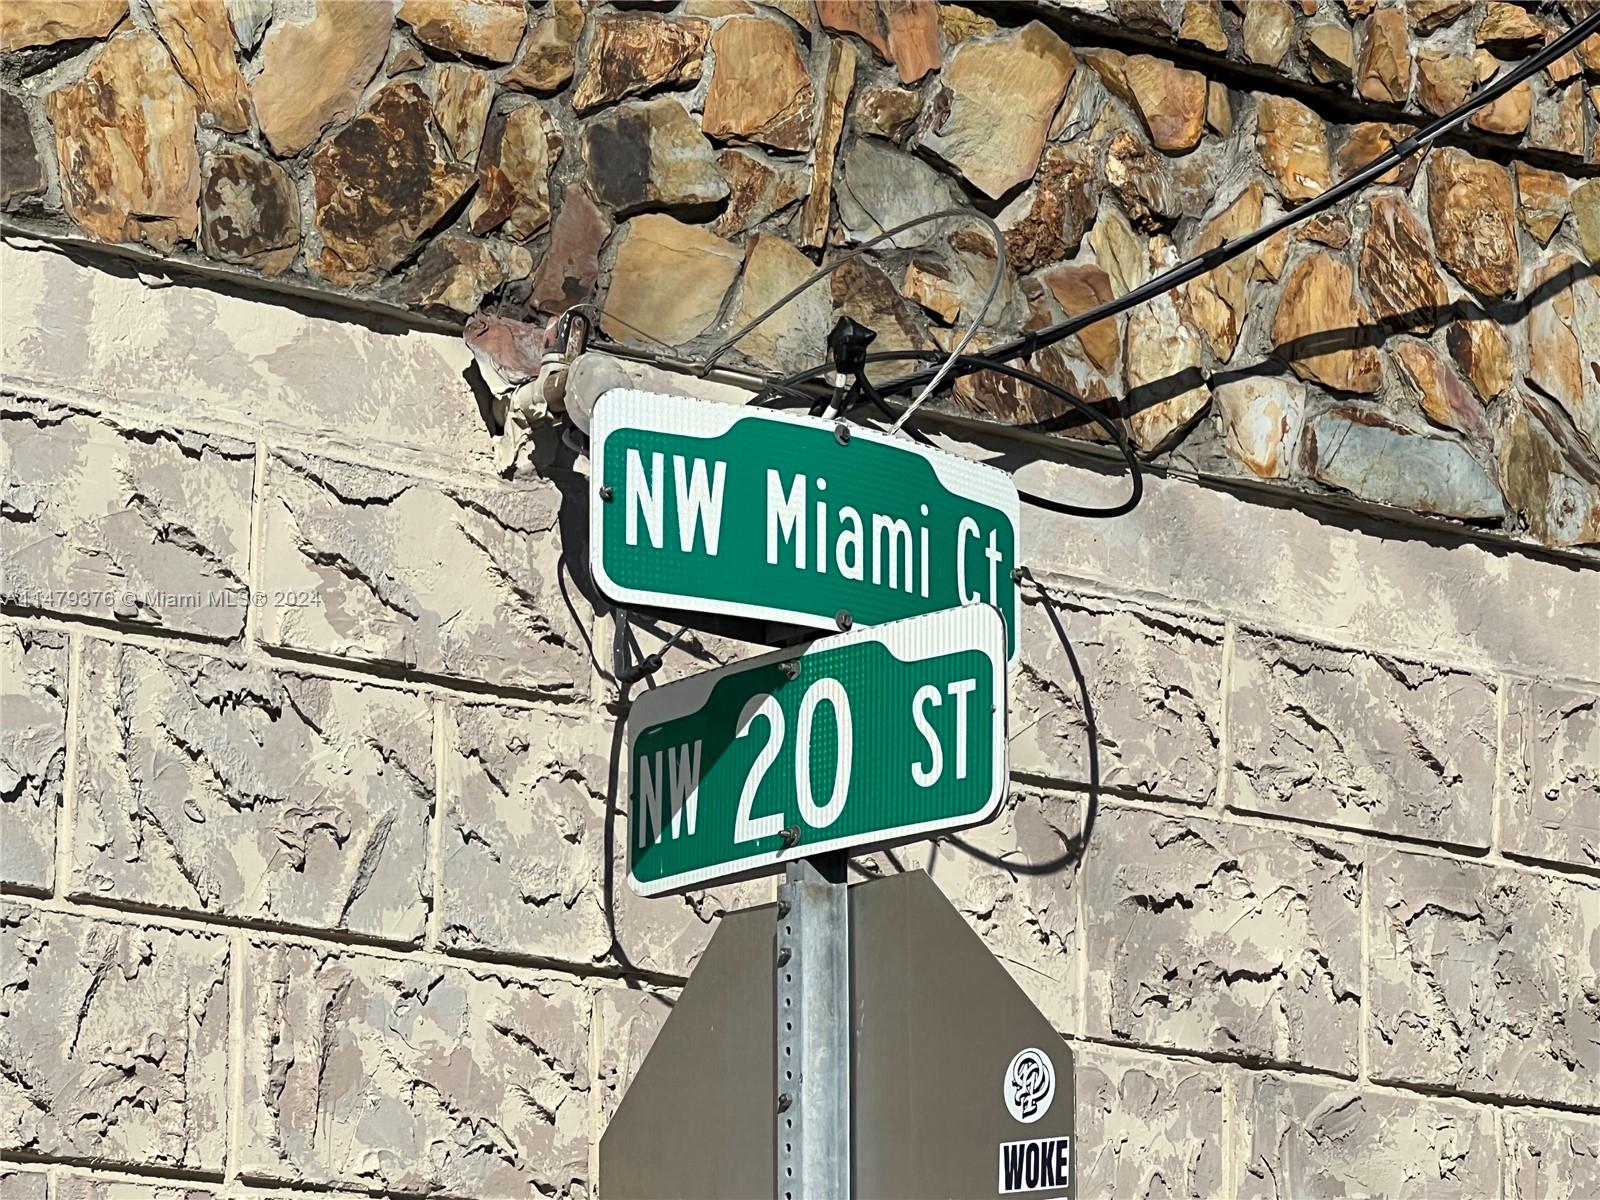 NW Miami Ct
NW 20 ST
A11479376 © Miami MLS® 2024
WOKE